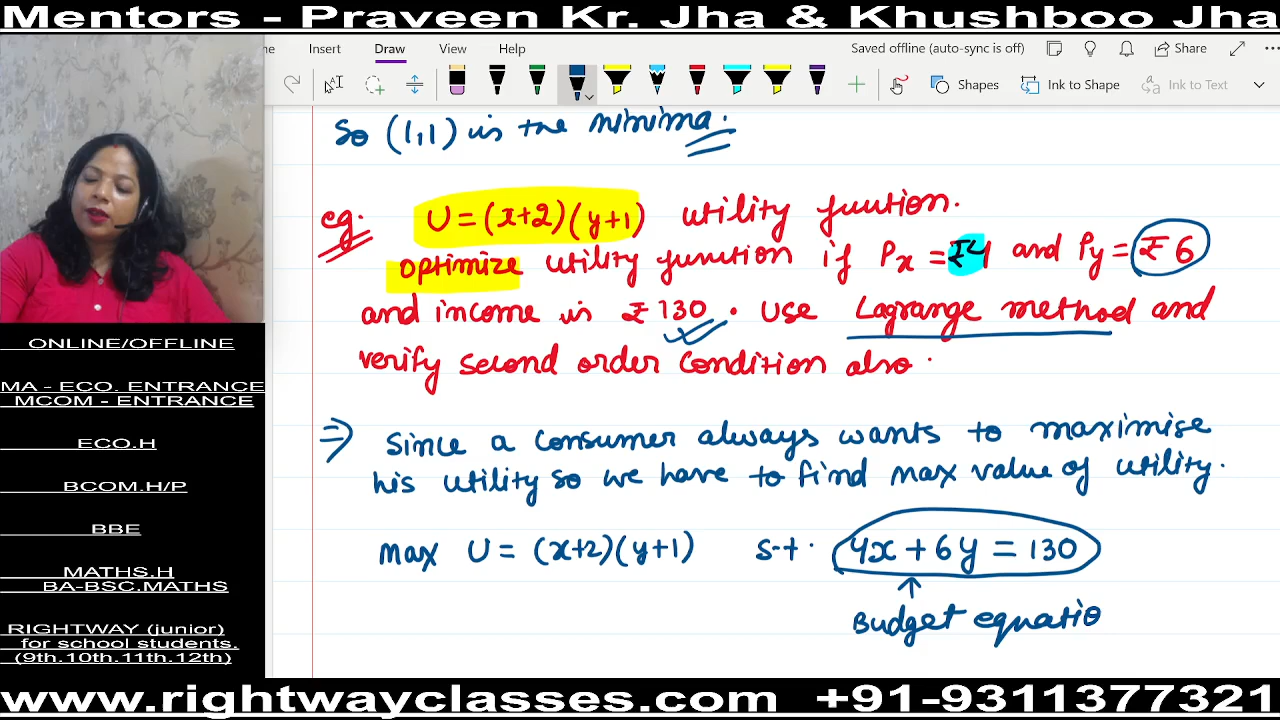 Mentors - Praveen Kr. Jha & Khushboo Jha
Insert Draw View Help
Saved offline (auto-sync is off)
Share
Shapes
Ink to Shape
Ink to Text
So (1,1) is the minima.
eg. U = (x+2)(y+1) utility function.
optimize utility function if Px = ₹4 and Py = ₹6
and income is ₹130. Use Lagrange method and
verify second order condition also.
⇒ Since a consumer always wants to maximise
his utility so we have to find max value of utility.
max U = (x+2)(y+1) s.t. 4x + 6y = 130
↑
Budget equatio
ONLINE/OFFLINE
MA - ECO. ENTRANCE
MCOM - ENTRANCE
ECO.H
BCOM.H/P
BBE
MATHS.H
BA-BSC.MATHS
RIGHTWAY (junior)
for school students.
(9th.10th.11th.12th)
www.rightwayclasses.com +91-9311377321